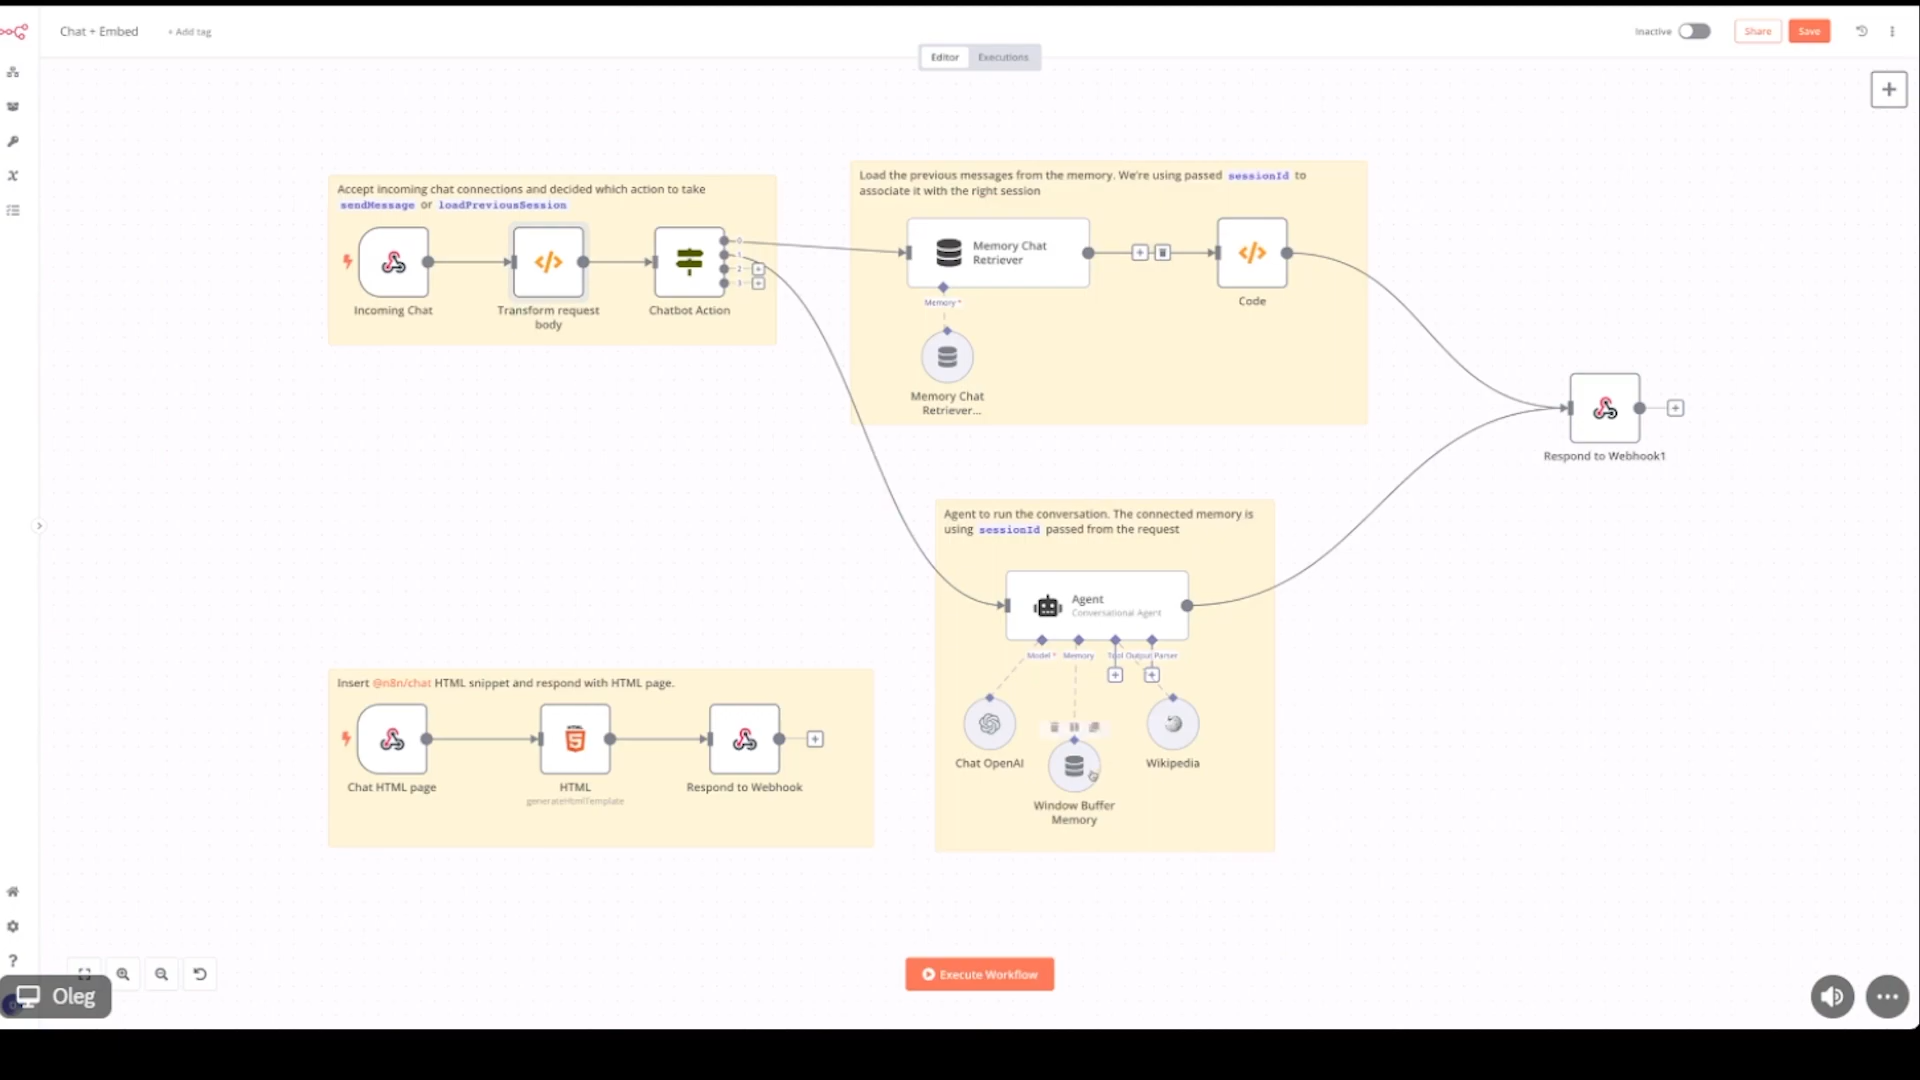 Chat + Embed
+ Add tag
Inactive
Share
Save
Editor
Executions
Accept incoming chat connections and decided which action to take
sendMessage or loadPreviousSession
Incoming Chat
Transform request
body
Chatbot Action
0
1
2
3
Load the previous messages from the memory. We're using passed sessionId to
associate it with the right session
Memory Chat
Retriever
Memory *
Code
Memory Chat
Retriever...
Respond to Webhook1
Agent to run the conversation. The connected memory is
using sessionId passed from the request
Agent
Conversational Agent
Model *
Memory
Tool
Output Parser
Chat OpenAI
Window Buffer
Memory
Wikipedia
Insert @n8n/chat HTML snippet and respond with HTML page.
Chat HTML page
HTML
generateHtmlTemplate
Respond to Webhook
Execute Workflow
Oleg